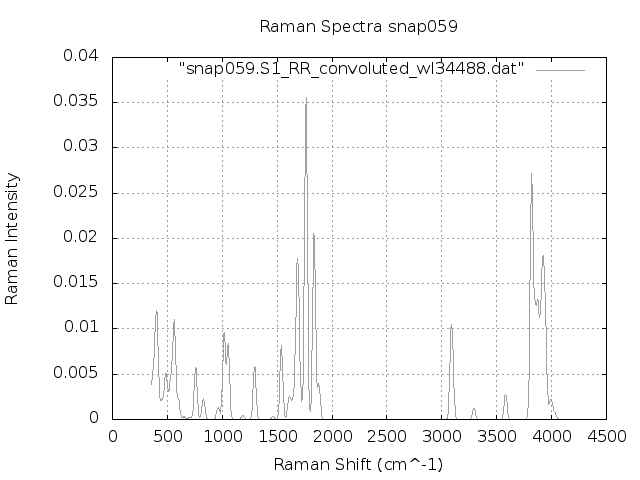 Raman Spectra snap059
"snap059.S1_RR_convoluted_wl34488.dat"
0.04
0.035
0.03
0.025
0.02
0.015
0.01
0.005
0
Raman Intensity
0 500 1000 1500 2000 2500 3000 3500 4000 4500
Raman Shift (cm^-1)